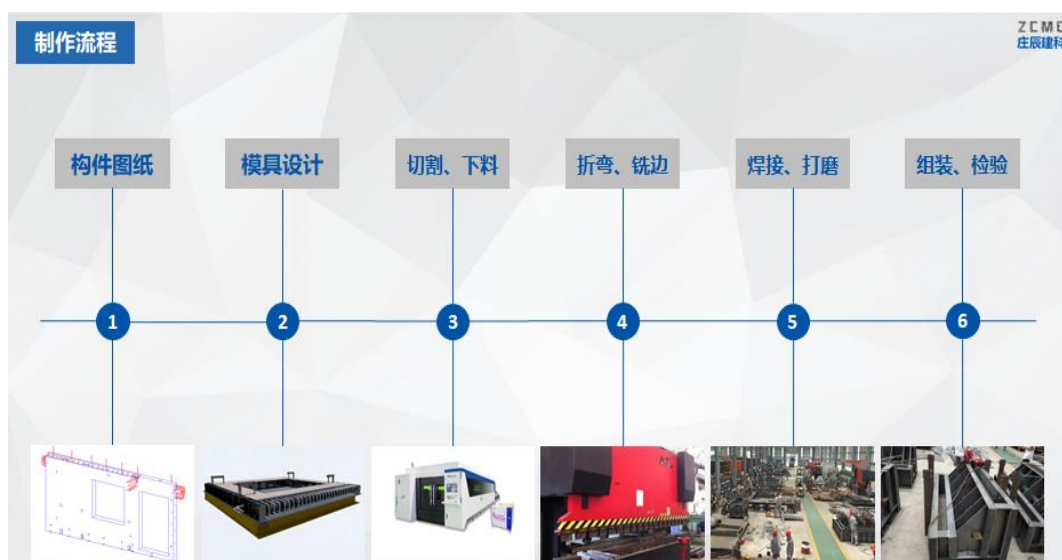 制作流程
ZCMC
庄辰建科
构件图纸
模具设计
切割、下料
折弯、铣边
焊接、打磨
组装、检验
1
2
3
4
5
6